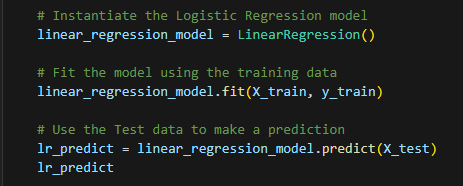 # Instantiate the Logistic Regression model
linear_regression_model = LinearRegression()
# Fit the model using the training data
linear_regression_model.fit(X_train, y_train)
# Use the Test data to make a prediction
lr_predict = linear_regression_model.predict(X_test)
lr_predict